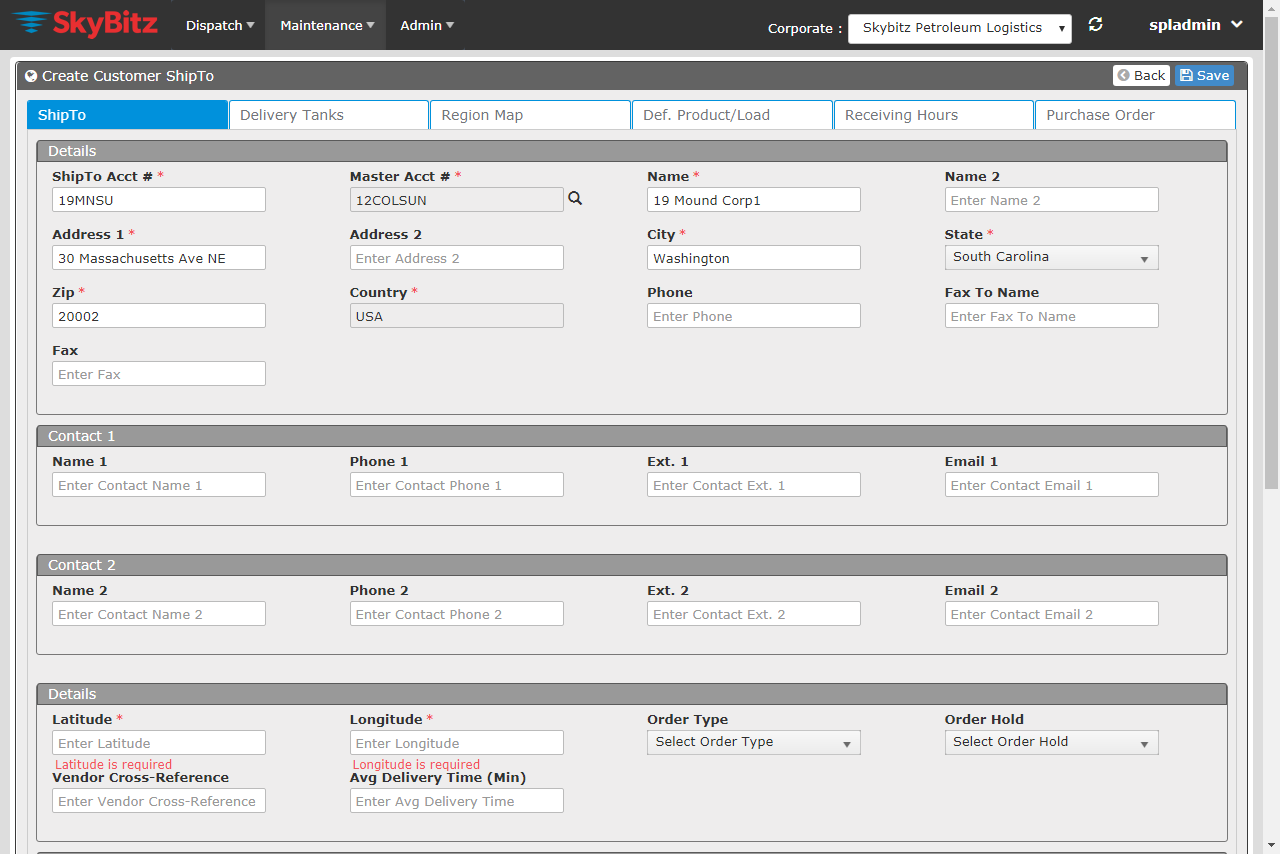 SkyBitz
Dispatch Maintenance Admin Corporate : Skybitz Petroleum Logistics spladmin
Create Customer ShipTo Back Save
ShipTo Delivery Tanks Region Map Def. Product/Load Receiving Hours Purchase Order
Details
ShipTo Acct # * Master Acct # * Name * Name 2
19MNSU 12COLSUN 19 Mound Corp1 Enter Name 2
Address 1 * Address 2 City * State *
30 Massachusetts Ave NE Enter Address 2 Washington South Carolina
Zip * Country * Phone Fax To Name
20002 USA Enter Phone Enter Fax To Name
Fax
Enter Fax
Contact 1
Name 1 Phone 1 Ext. 1 Email 1
Enter Contact Name 1 Enter Contact Phone 1 Enter Contact Ext. 1 Enter Contact Email 1
Contact 2
Name 2 Phone 2 Ext. 2 Email 2
Enter Contact Name 2 Enter Contact Phone 2 Enter Contact Ext. 2 Enter Contact Email 2
Details
Latitude * Longitude * Order Type Order Hold
Enter Latitude Enter Longitude Select Order Type Select Order Hold
Latitude is required Longitude is required
Vendor Cross-Reference Avg Delivery Time (Min)
Enter Vendor Cross-Reference Enter Avg Delivery Time